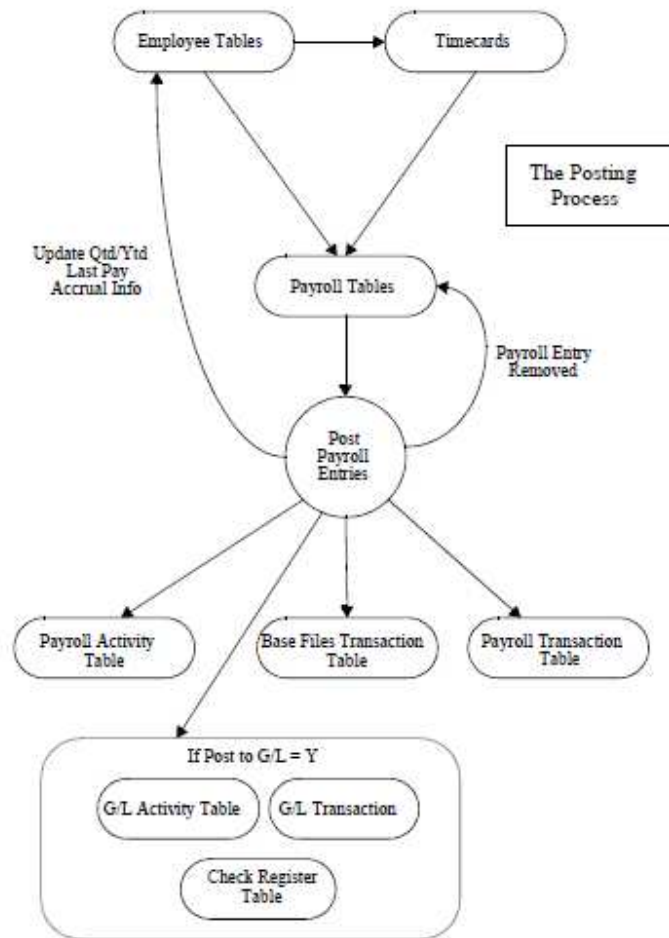 Employee Tables
Timecards
The Posting
Process
Update Qtd/Ytd
Last Pay
Accrual Info
Payroll Tables
Payroll Entry
Removed
Post
Payroll
Entries
Payroll Activity
Table
Base Files Transaction
Table
Payroll Transaction
Table
If Post to G/L = Y
G/L Activity Table
G/L Transaction
Check Register
Table